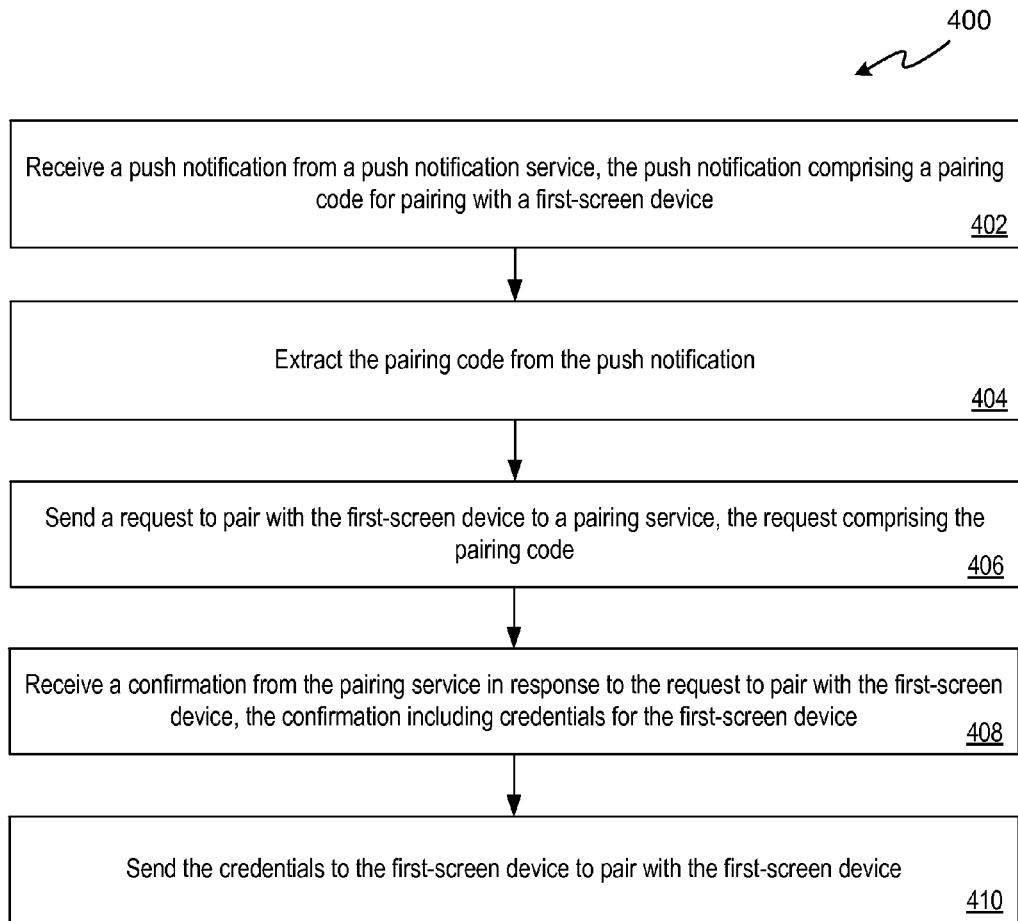 400
Receive a push notification from a push notification service, the push notification comprising a pairing
code for pairing with a first-screen device
402
Extract the pairing code from the push notification
404
Send a request to pair with the first-screen device to a pairing service, the request comprising the
pairing code
406
Receive a confirmation from the pairing service in response to the request to pair with the first-screen
device, the confirmation including credentials for the first-screen device
408
Send the credentials to the first-screen device to pair with the first-screen device
410